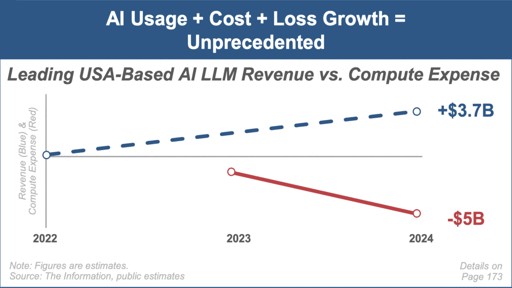 AI Usage + Cost + Loss Growth =
Unprecedented
Leading USA-Based AI LLM Revenue vs. Compute Expense
Revenue (Blue) &
Compute Expense (Red)
+$3.7B
-$5B
2022
2023
2024
Note: Figures are estimates.
Source: The Information, public estimates
Details on
Page 173